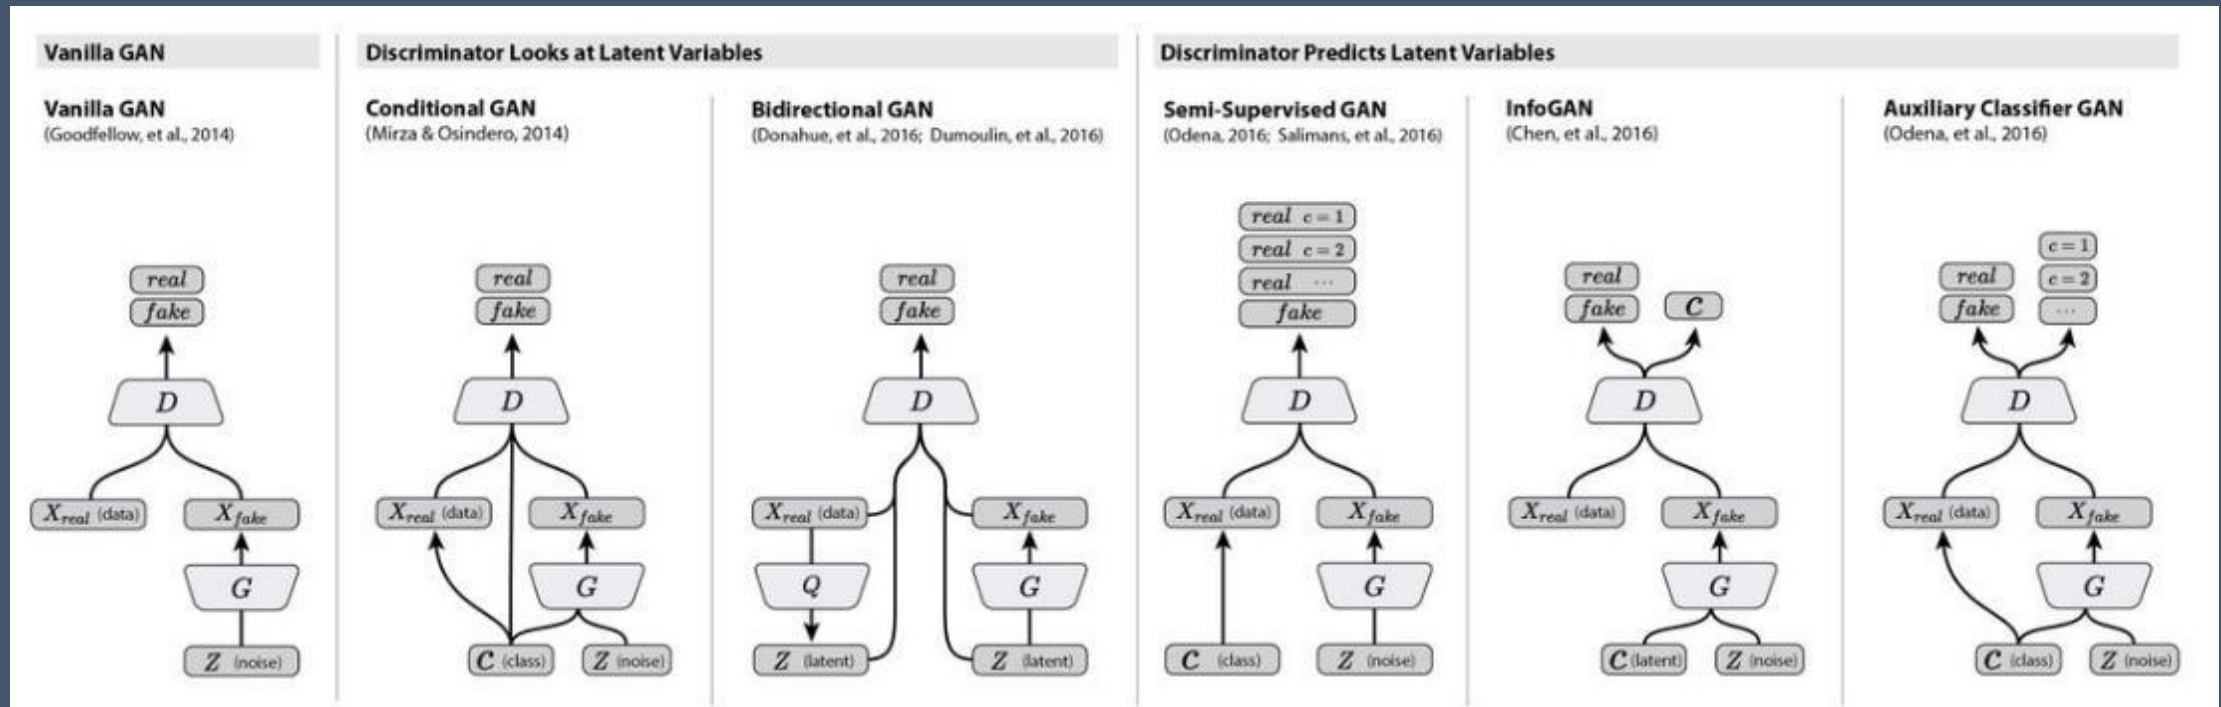 Vanilla GAN
Discriminator Looks at Latent Variables
Discriminator Predicts Latent Variables
Vanilla GAN
(Goodfellow, et al., 2014)
real
fake
D
X_real (data)
X_fake
G
Z (noise)
Conditional GAN
(Mirza & Osindero, 2014)
real
fake
D
X_real (data)
X_fake
G
C (class)
Z (noise)
Bidirectional GAN
(Donahue, et al., 2016; Dumoulin, et al., 2016)
real
fake
D
X_real (data)
X_fake
Q
G
Z (latent)
Z (latent)
Semi-Supervised GAN
(Odena, 2016; Salimans, et al., 2016)
real c = 1
real c = 2
real ...
fake
D
X_real (data)
X_fake
G
C (class)
Z (noise)
InfoGAN
(Chen, et al., 2016)
real
fake
C
D
X_real (data)
X_fake
G
C (latent)
Z (noise)
Auxiliary Classifier GAN
(Odena, et al., 2016)
real
fake
c = 1
c = 2
...
D
X_real (data)
X_fake
G
C (class)
Z (noise)